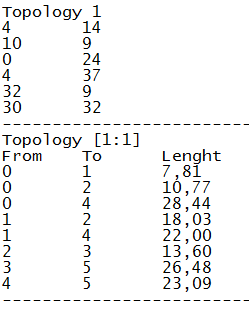 Topology 1
4 14
10 9
0 24
4 37
32 9
30 32
------------------------
Topology [1:1]
From To Lenght
0 1 7,81
0 2 10,77
0 4 28,44
1 2 18,03
1 4 22,00
2 3 13,60
3 5 26,48
4 5 23,09
------------------------